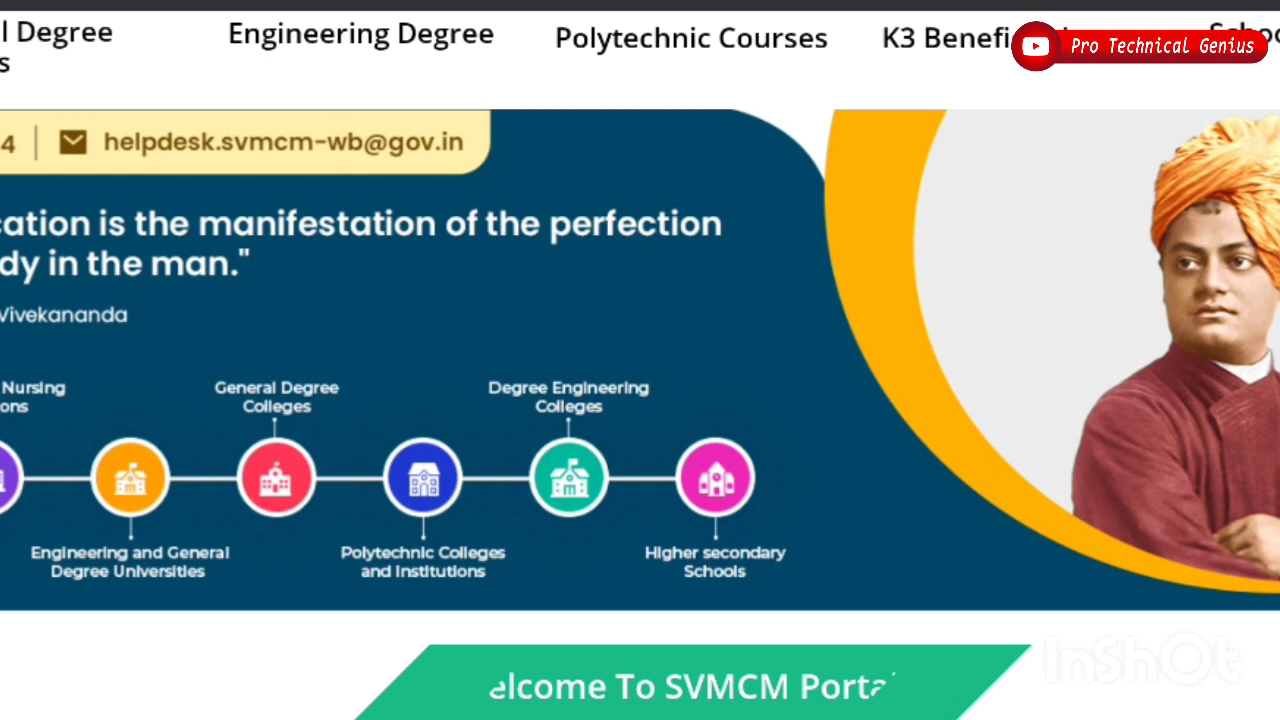 l Degree
s
Engineering Degree
Polytechnic Courses
K3 Benefi
Pro Technical Genius
4
helpdesk.svmcm-wb@gov.in
cation is the manifestation of the perfection
dy in the man."
Vivekananda
Nursing
ons
General Degree
Colleges
Degree Engineering
Colleges
Engineering and General
Degree Universities
Polytechnic Colleges
and Institutions
Higher secondary
Schools
elcome To SVMCM Portal
InShOt